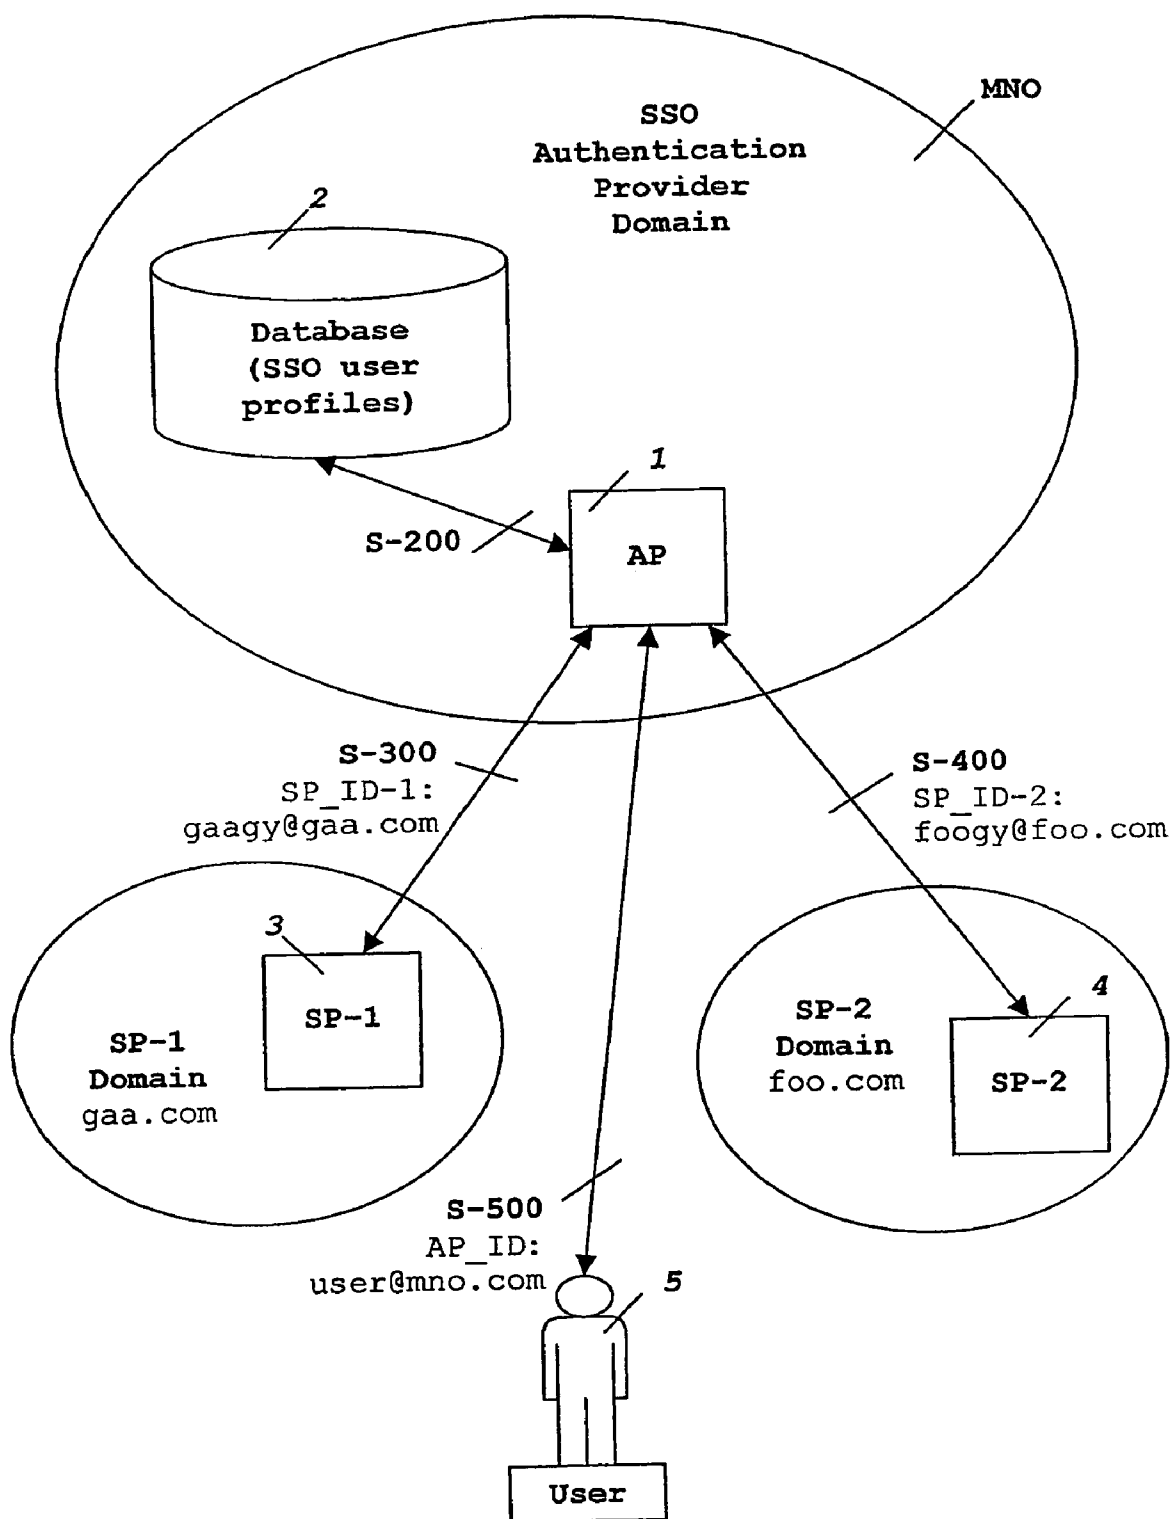 MNO
SSO
Authentication
Provider
Domain
2
Database
(SSO user
profiles)
1
S-200
AP
S-300
SP_ID-1:
gaagy@gaa.com
S-400
SP_ID-2:
foogy@foo.com
3
SP-1
SP-1
Domain
gaa.com
4
SP-2
Domain
foo.com
SP-2
S-500
AP_ID:
user@mno.com
5
User